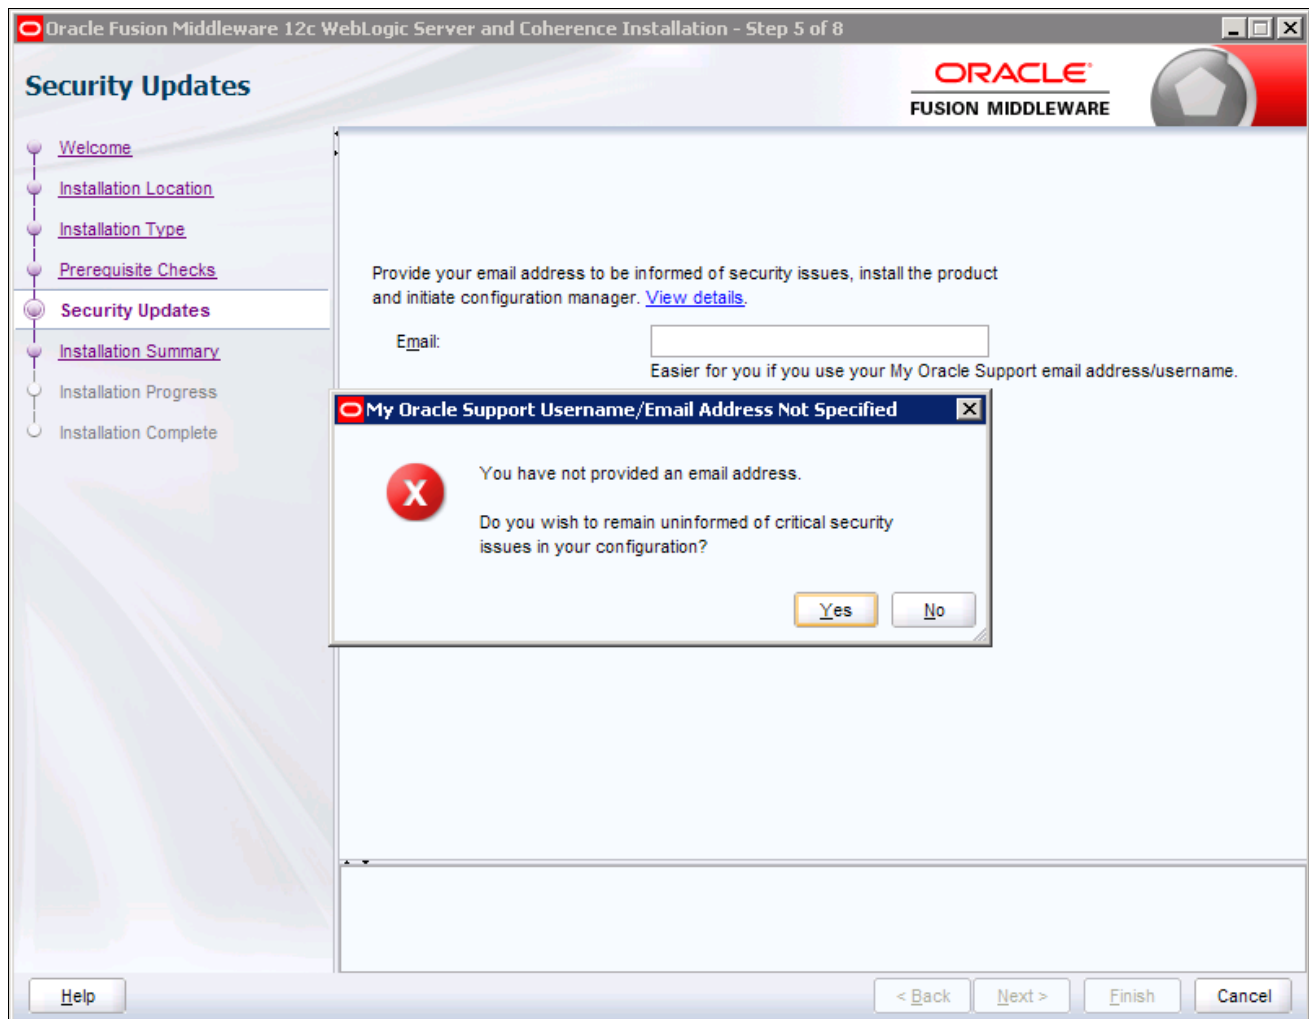 Oracle Fusion Middleware 12c WebLogic Server and Coherence Installation - Step 5 of 8
Security Updates
ORACLE®
FUSION MIDDLEWARE
Welcome
Installation Location
Installation Type
Prerequisite Checks
Security Updates
Installation Summary
Installation Progress
Installation Complete
Provide your email address to be informed of security issues, install the product
and initiate configuration manager. View details.
Email:
Easier for you if you use your My Oracle Support email address/username.
My Oracle Support Username/Email Address Not Specified
X
You have not provided an email address.
Do you wish to remain uninformed of critical security
issues in your configuration?
Yes No
Help < Back Next > Finish Cancel